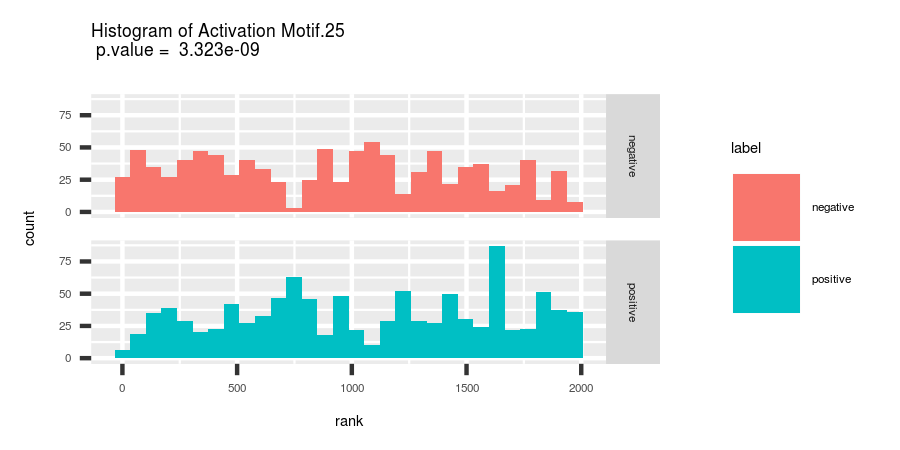 Histogram of Activation Motif.25
p.value = 3.323e-09
count
75
50
25
0
negative
75
50
25
0
positive
0 500 1000 1500 2000
rank
label
negative
positive